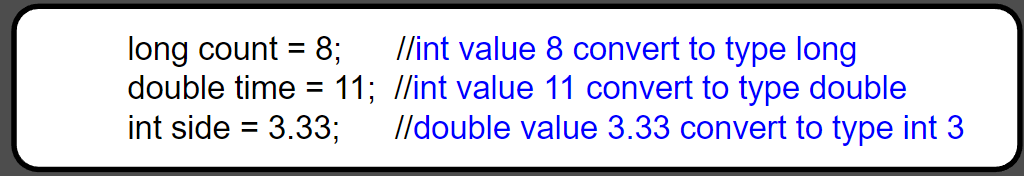 long count = 8; //int value 8 convert to type long
double time = 11; //int value 11 convert to type double
int side = 3.33; //double value 3.33 convert to type int 3